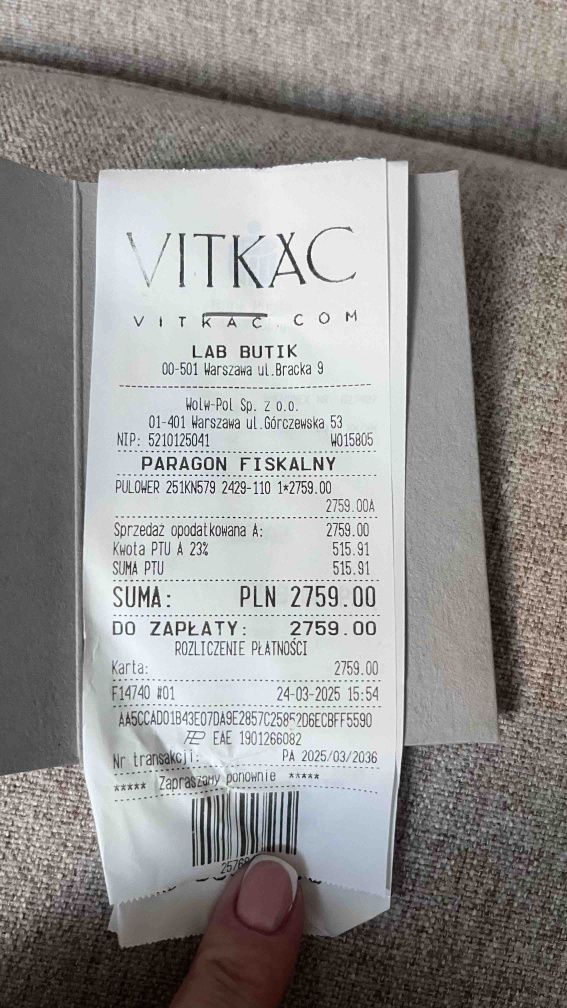 VITKAC
VITKAC.COM
LAB BUTIK
00-501 Warszawa ul.Bracka 9
Wolw-Pol Sp. z o.o.
01-401 Warszawa ul.Górczewska 53
NIP: 5210125041 W015805
PARAGON FISKALNY
PULOWER 251KN579 2429-110 1*2759.00
2759.00A
Sprzedaż opodatkowana A: 2759.00
Kwota PTU A 23% 515.91
SUMA PTU 515.91
SUMA: PLN 2759.00
DO ZAPŁATY: 2759.00
ROZLICZENIE PŁATNOŚCI
Karta: 2759.00
F14740 #01 24-03-2025 15:54
AA5CCAD01B43E07DA9E2857C25852D6ECBFF5590
EAE 1901266082
Nr transakcji: PA 2025/03/2036
***** Zapraszamy ponownie *****